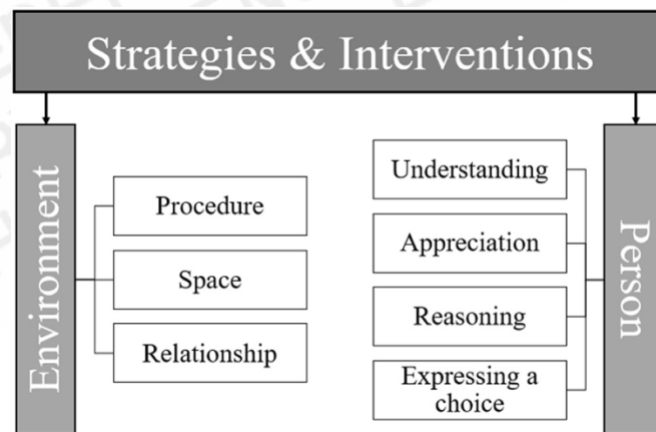 Strategies & Interventions
Environment
Procedure
Space
Relationship
Understanding
Appreciation
Reasoning
Expressing a
choice
Person